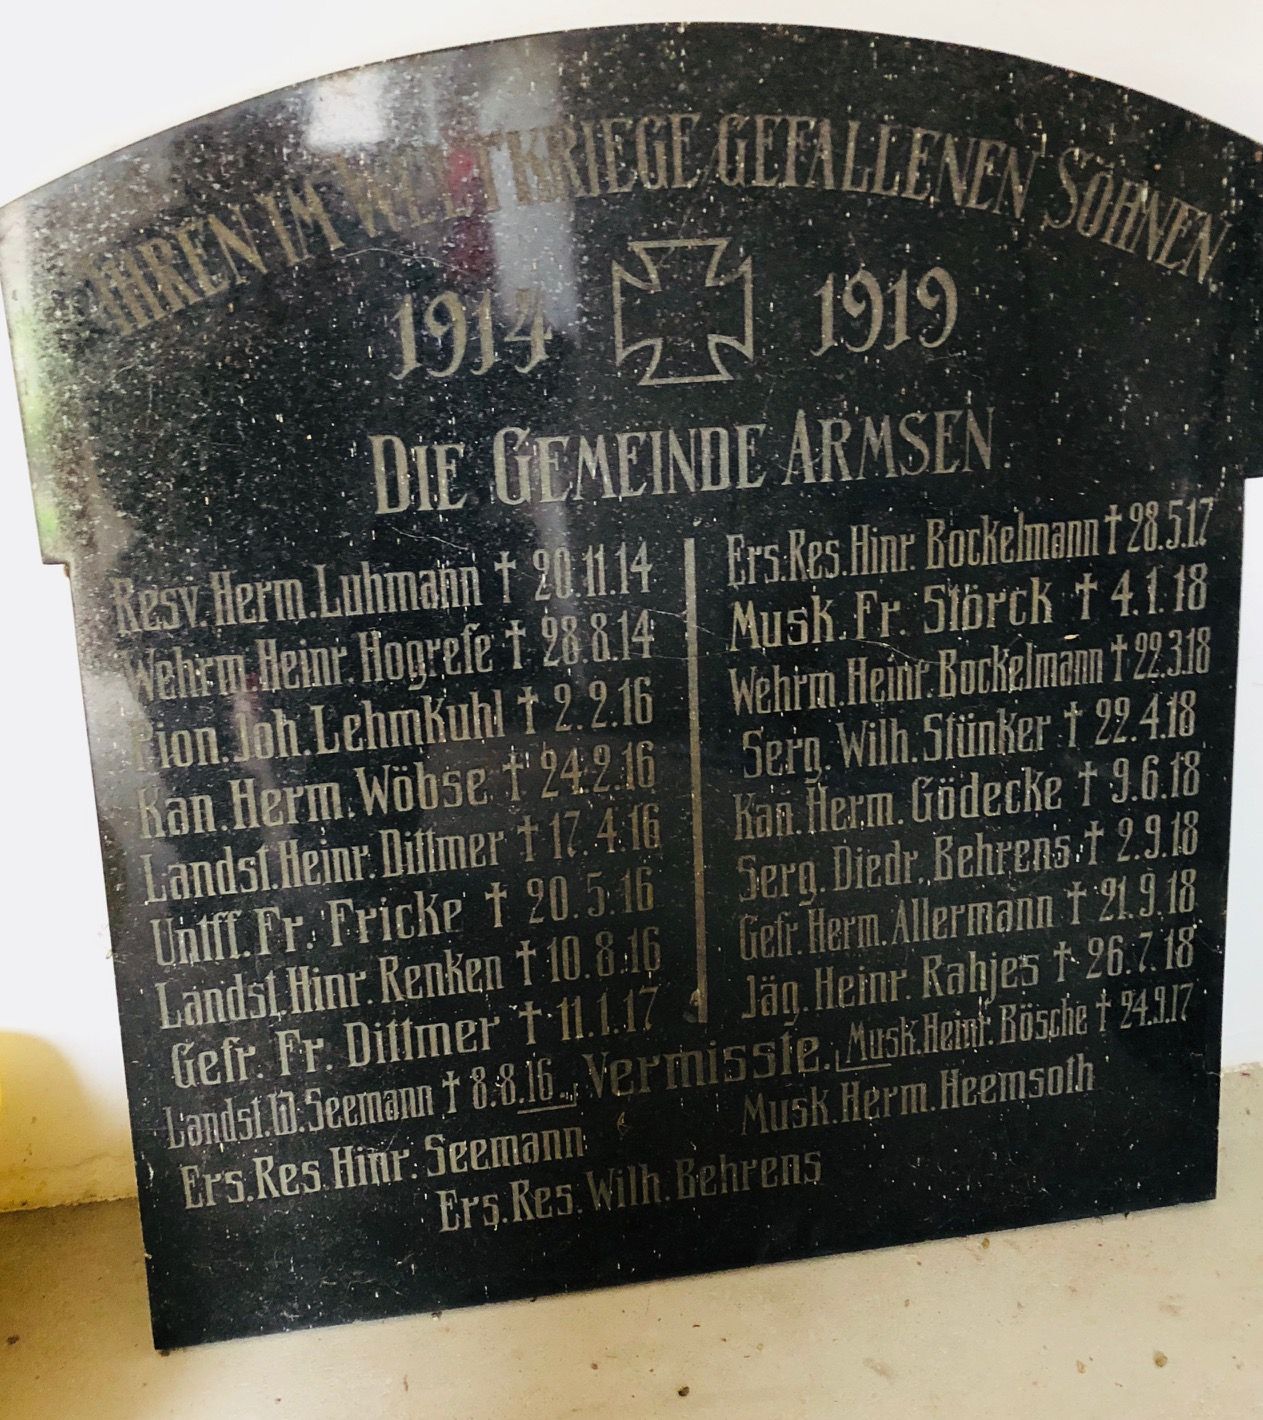 IHREN IM WELTKRIEGE GEFALLENEN SÖHNEN
1914 1919
DIE GEMEINDE ARMSEN.
Resv. Herm. Luhmann † 20.11.14
Wehrm. Heinr. Hogrefe † 28.8.14
Pion. Joh. Lehmkuhl † 2.2.16
Kan. Herm. Wöbse † 24.2.16
Landst. Heinr. Dittmer † 17.4.16
Untff. Fr. Fricke † 20.5.16
Landst. Hinr. Renken † 10.8.16
Gefr. Fr. Dittmer † 11.1.17
Landst. W. Seemann † 8.8.16
Ers. Res. Hinr. Bockelmann † 28.5.17
Musk. Fr. Störck † 4.1.18
Wehrm. Heinr. Bockelmann † 22.3.18
Serg. Wilh. Stünker † 22.4.18
Kan. Herm. Gödecke † 9.6.18
Serg. Diedr. Behrens † 2.9.18
Gefr. Herm. Allermann † 21.9.18
Jäg. Heinr. Rahjes † 26.7.18
Musk. Heinr. Bösche † 24.9.17
Vermisste.
Ers. Res. Hinr. Seemann
Musk. Herm. Heemsoth
Ers. Res. Wilh. Behrens